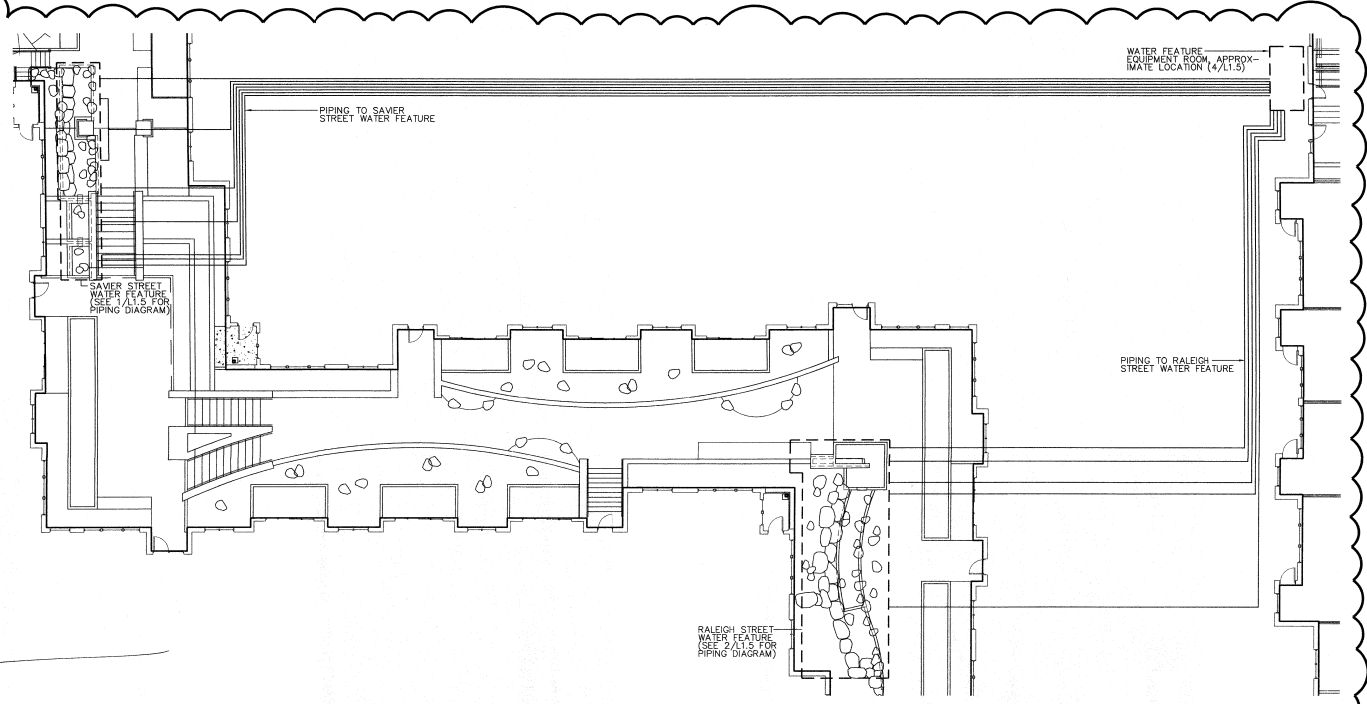 WATER FEATURE
EQUIPMENT ROOM, APPROX-
IMATE LOCATION (4/L1.5)
PIPING TO SAVIER
STREET WATER FEATURE
SAVIER STREET
WATER FEATURE
(SEE 1/L1.5 FOR
PIPING DIAGRAM)
PIPING TO RALEIGH
STREET WATER FEATURE
RALEIGH STREET
WATER FEATURE
(SEE 2/L1.5 FOR
PIPING DIAGRAM)